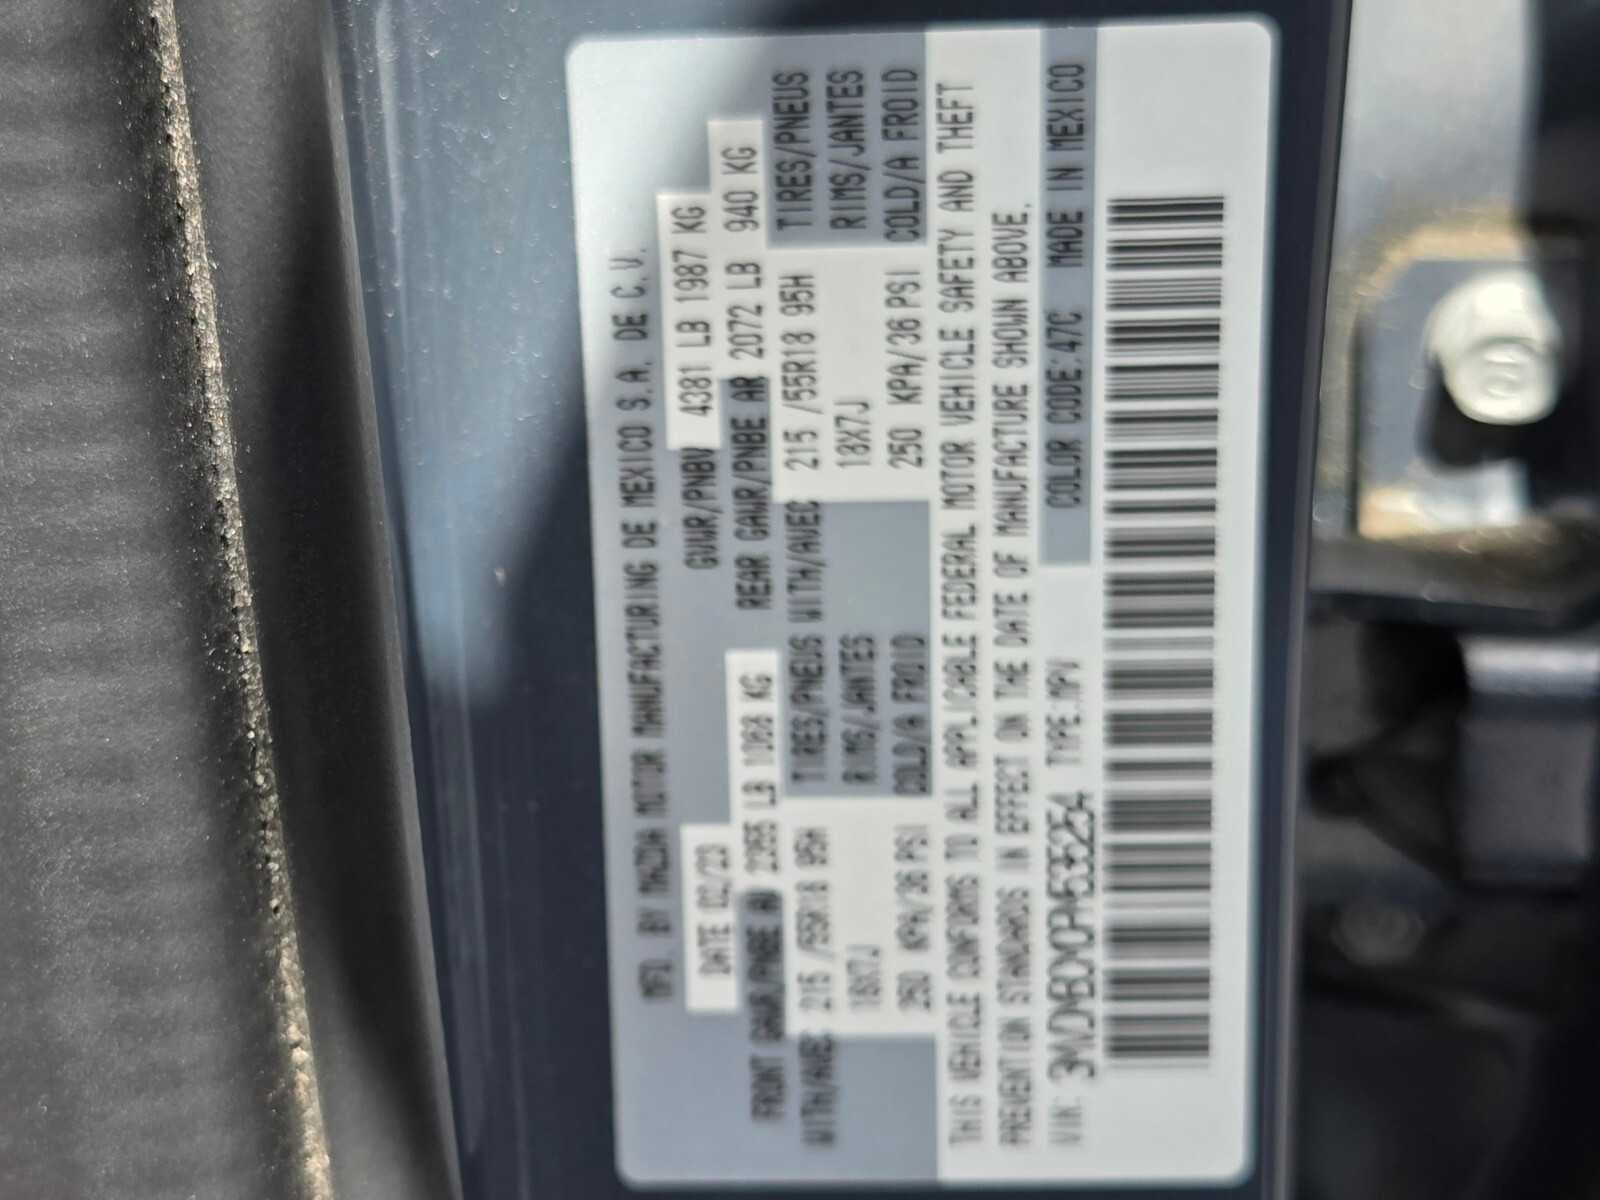 MFD. BY MAZDA MOTOR MANUFACTURING DE MEXICO S.A. DE C.V.
DATE 02/23 GVWR/PNBV 4381 LB 1987 KG
FRONT GAWR/PNBE AV 2355 LB 1068 KG REAR GAWR/PNBE AR 2072 LB 940 KG
WITH/AVEC 215 /55R18 95H TIRES/PNEUS WITH/AVEC 215 /55R18 95H TIRES/PNEUS
18X7J RIMS/JANTES 18X7J RIMS/JANTES
250 KPA/36 PSI COLD/A FROID 250 KPA/36 PSI COLD/A FROID
THIS VEHICLE CONFORMS TO ALL APPLICABLE FEDERAL MOTOR VEHICLE SAFETY AND THEFT
PREVENTION STANDARDS IN EFFECT ON THE DATE OF MANUFACTURE SHOWN ABOVE.
VIN: TYPE:MPV COLOR CODE:47C MADE IN MEXICO